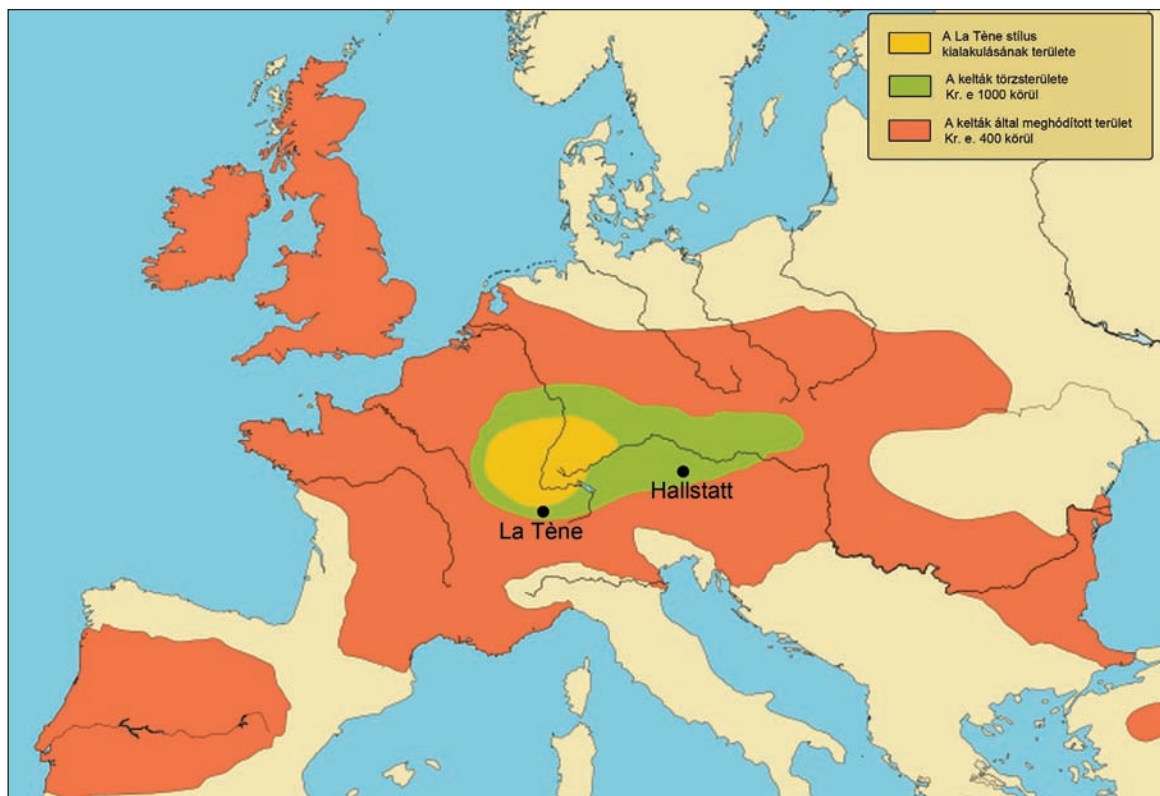 A La Tène stílus
kialakulásának területe
A kelták törzsterülete
Kr. e 1000 körül
A kelták által meghódított terület
Kr. e. 400 körül
Hallstatt
La Tène